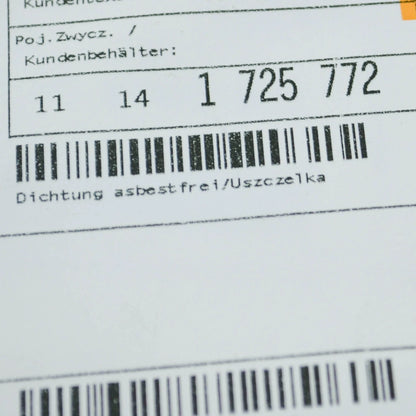 Poj.Zwycz. /
Kundenbehälter:
11 14 1 725 772
Dichtung asbestfrei/Uszczelka